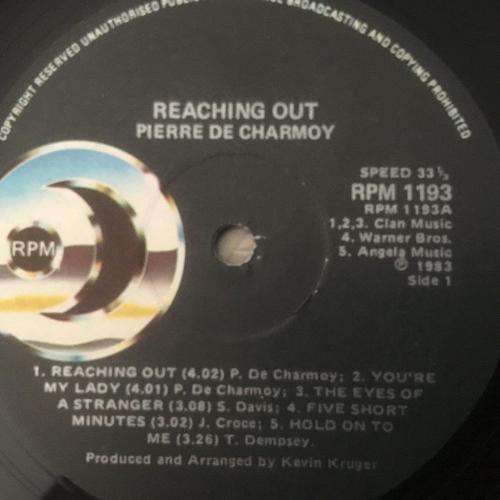 COPYRIGHT RESERVED UNAUTHORISED BROADCASTING AND COPYING PROHIBITED
REACHING OUT
PIERRE DE CHARMOY
SPEED 33 ⅓
RPM 1193
RPM 1193A
1,2,3. Clan Music
4. Warner Bros.
5. Angela Music
℗ 1983
Side 1
RPM
1. REACHING OUT (4.02) P. De Charmoy; 2. YOU'RE
MY LADY (4.01) P. De Charmoy; 3. THE EYES OF
A STRANGER (3.08) S. Davis; 4. FIVE SHORT
MINUTES (3.02) J. Croce; 5. HOLD ON TO
ME (3.26) T. Dempsey.
Produced and Arranged by Kevin Kruger